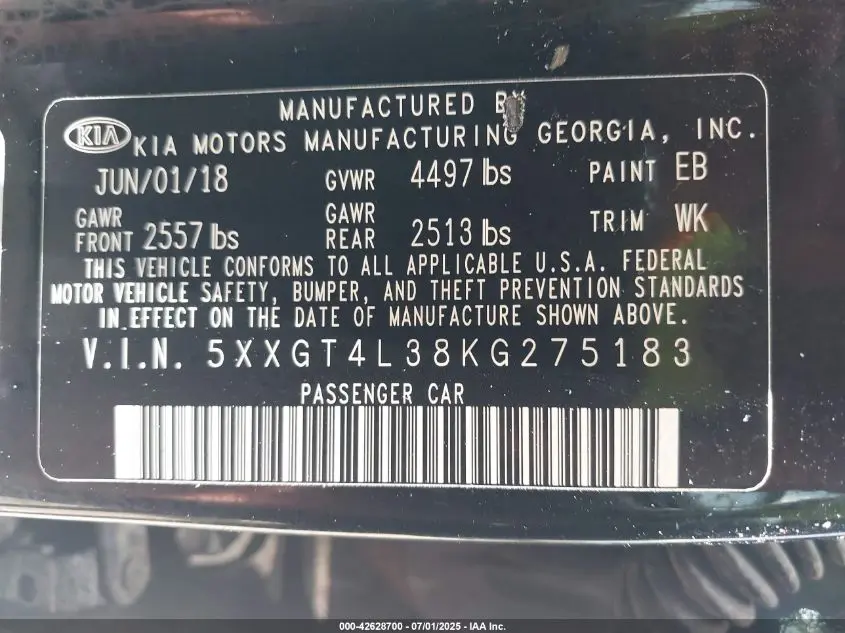 MANUFACTURED BY
KIA KIA MOTORS MANUFACTURING GEORGIA, INC.
JUN/01/18 GVWR 4497 lbs PAINT EB
GAWR FRONT 2557 lbs GAWR REAR 2513 lbs TRIM WK
THIS VEHICLE CONFORMS TO ALL APPLICABLE U.S.A. FEDERAL
MOTOR VEHICLE SAFETY, BUMPER, AND THEFT PREVENTION STANDARDS
IN EFFECT ON THE DATE OF MANUFACTURE SHOWN ABOVE.
V.I.N. 5XXGT4L38KG275183
PASSENGER CAR
000-42628700 - 07/01/2025 - IAA Inc.